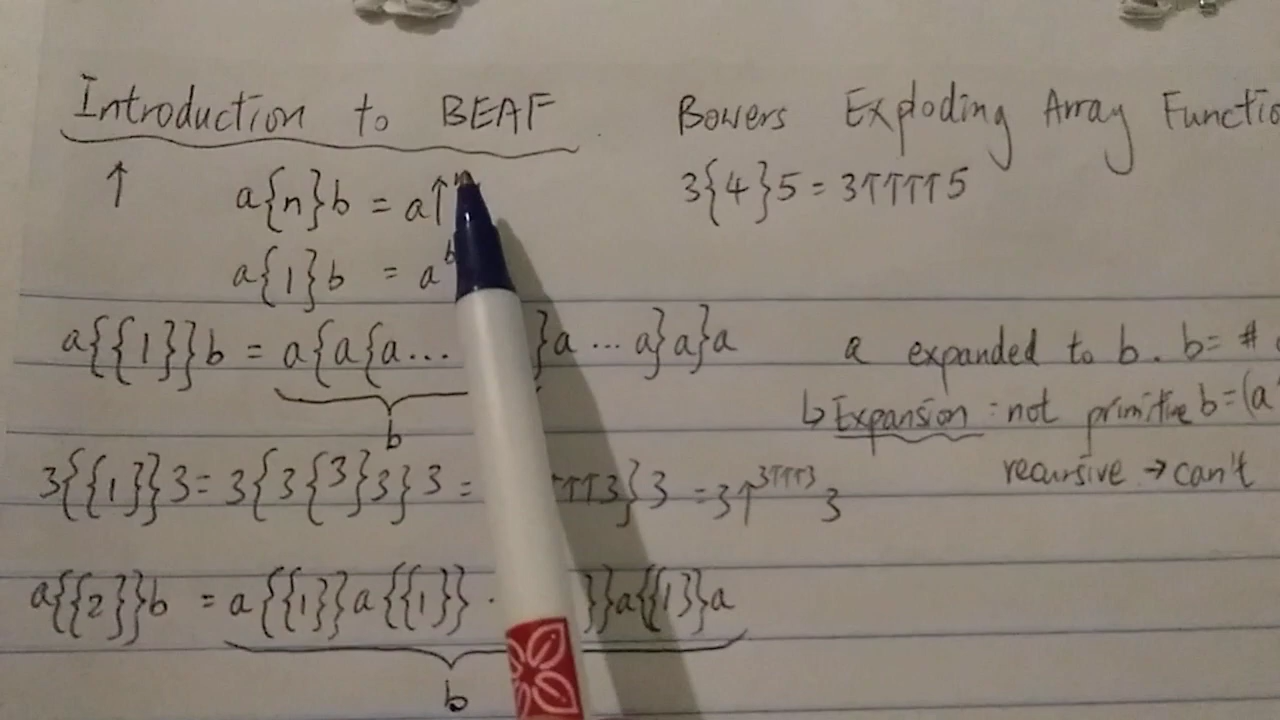 Introduction to BEAF Bowers Exploding Array
↑ a{n}b = a↑ 3{4}5 = 3↑↑↑↑5
a{1}b = a^b
a{{1}}b = a{a{a... }a ... a}a}a a expanded to b. b = #
b
↳ Expansion : not primitive b=(a
recursive → can't
3{{1}}3 = 3{3{3}3}3 = ↑↑3}3 = 3↑^{3↑↑↑3} 3
a{{2}}b = a{{1}}a{{1}} . }}a{{1}}a
b